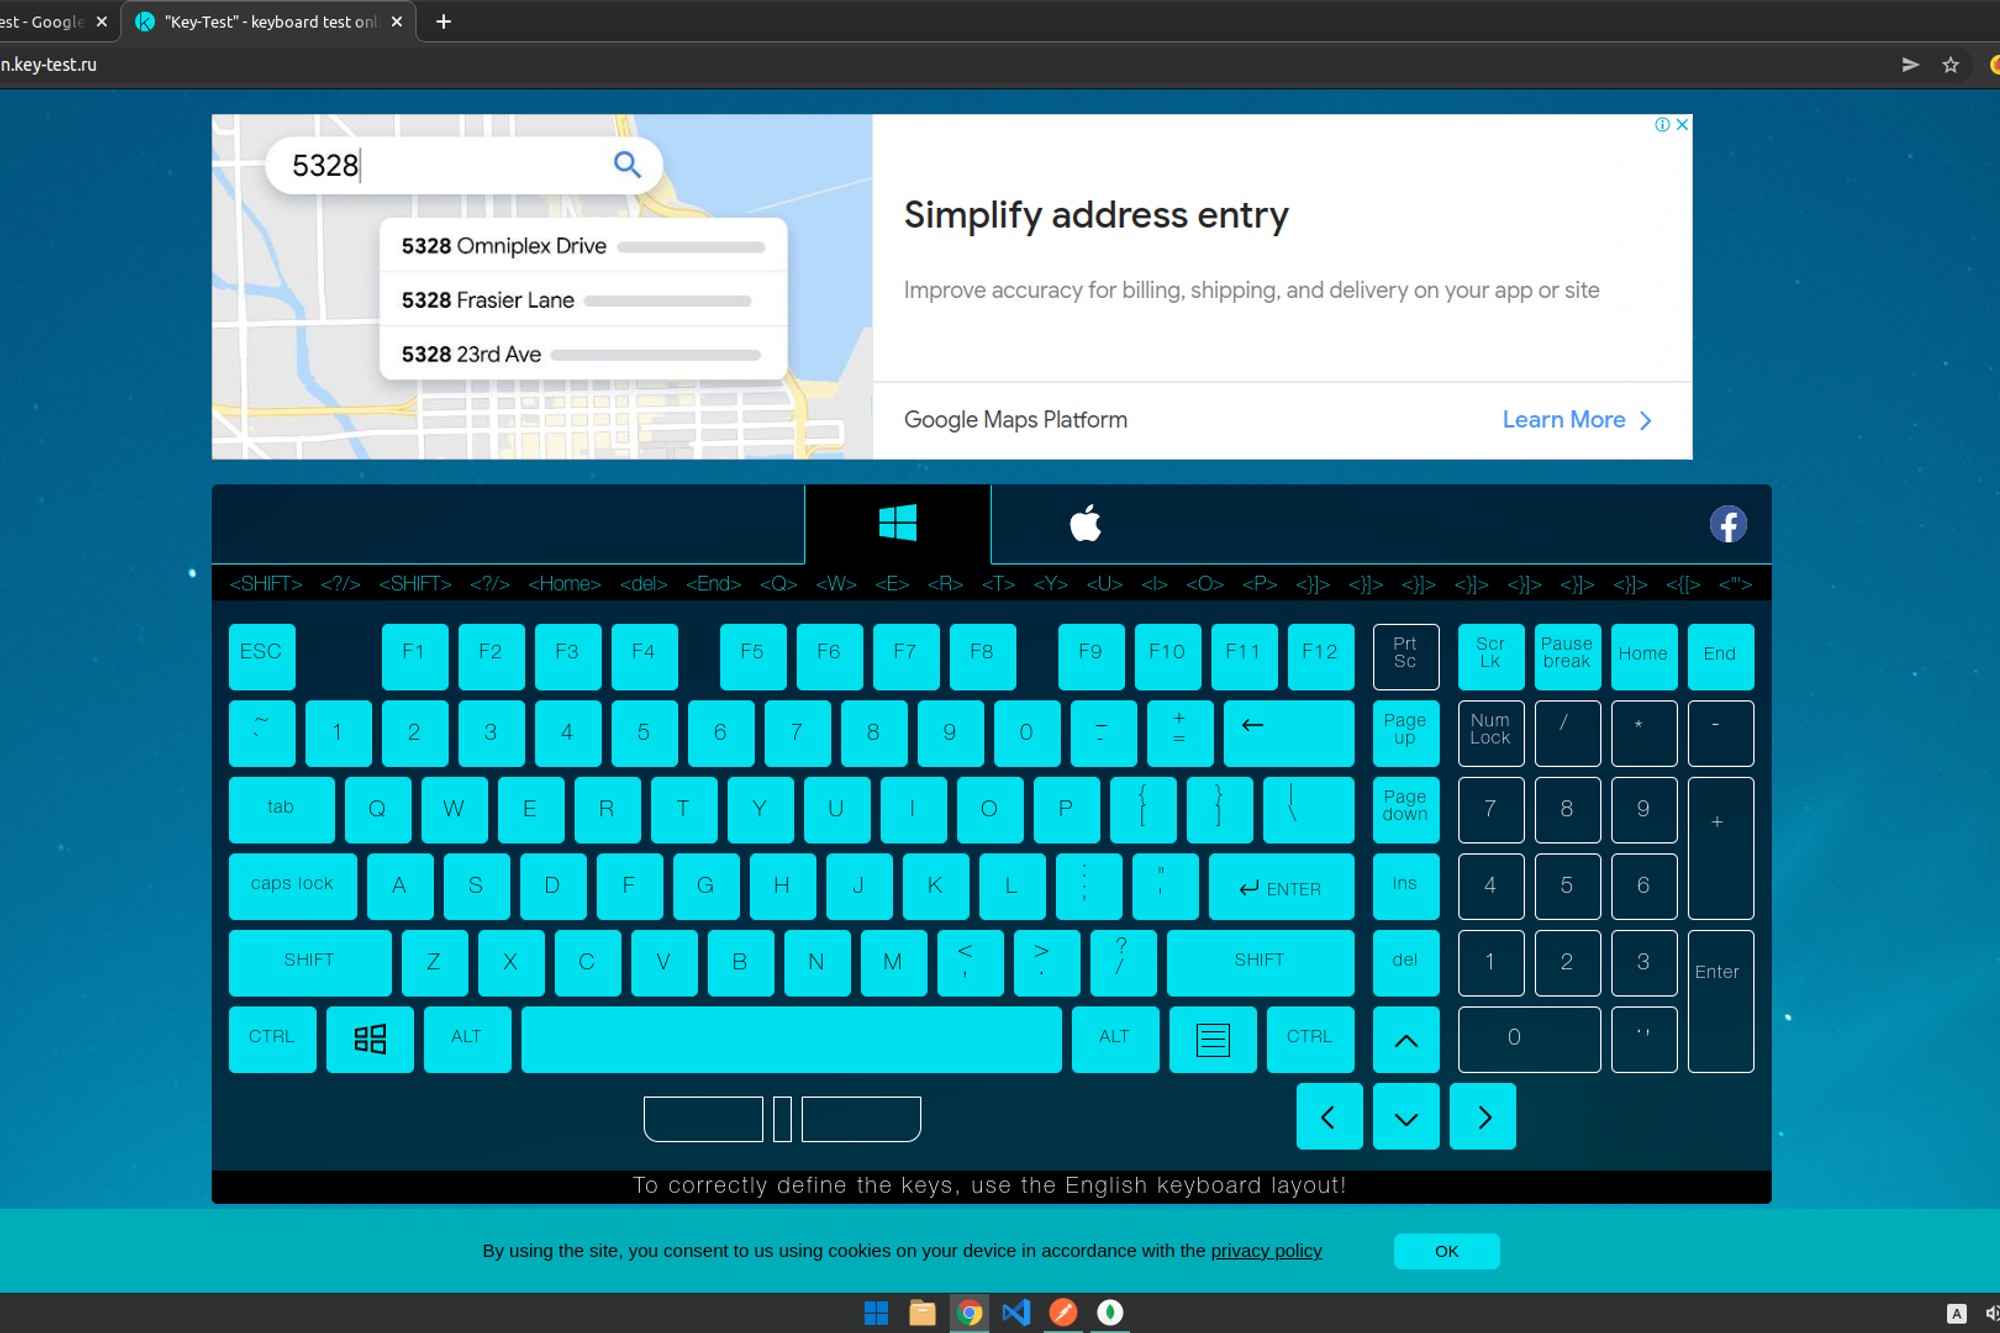 est - Google
"Key-Test" - keyboard test onl
n.key-test.ru
5328
5328 Omniplex Drive
5328 Frasier Lane
5328 23rd Ave
Simplify address entry
Improve accuracy for billing, shipping, and delivery on your app or site
Google Maps Platform
Learn More
<SHIFT> <?/> <SHIFT> <?/> <Home> <del> <End> <Q> <W> <E> <R> <T> <Y> <U> <I> <O> <P> <}]> <}]> <}]> <}]> <}]> <}]> <}]> <{[> <"'>
ESC F1 F2 F3 F4 F5 F6 F7 F8 F9 F10 F11 F12 Prt Sc Scr Lk Pause break Home End
~ ` 1 2 3 4 5 6 7 8 9 0 _ - + = ← Page up Num Lock / * -
tab Q W E R T Y U I O P { [ } ] | \ Page down 7 8 9 +
caps lock A S D F G H J K L : ; " ' ENTER ins 4 5 6
SHIFT Z X C V B N M < , > . ? / SHIFT del 1 2 3 Enter
CTRL ALT ALT CTRL 0 ' '
To correctly define the keys, use the English keyboard layout!
By using the site, you consent to us using cookies on your device in accordance with the privacy policy
OK
A